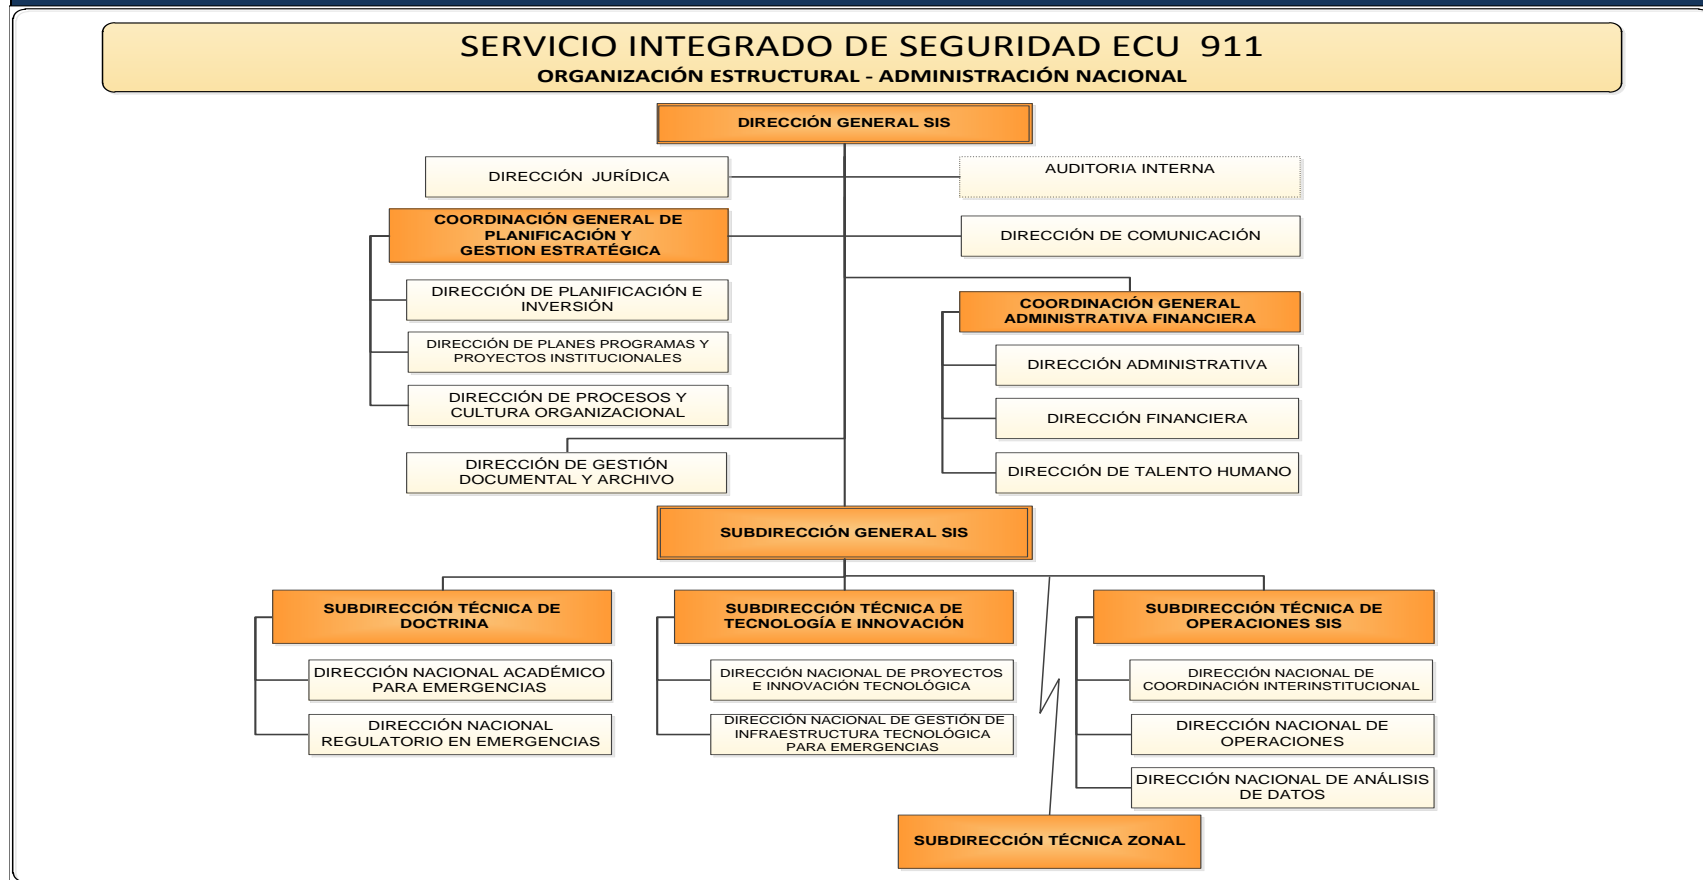 SERVICIO INTEGRADO DE SEGURIDAD ECU 911
ORGANIZACIÓN ESTRUCTURAL - ADMINISTRACIÓN NACIONAL
DIRECCIÓN GENERAL SIS
DIRECCIÓN JURÍDICA
AUDITORIA INTERNA
COORDINACIÓN GENERAL DE
PLANIFICACIÓN Y
GESTION ESTRATÉGICA
DIRECCIÓN DE COMUNICACIÓN
DIRECCIÓN DE PLANIFICACIÓN E
INVERSIÓN
DIRECCIÓN DE PLANES PROGRAMAS Y
PROYECTOS INSTITUCIONALES
DIRECCIÓN DE PROCESOS Y
CULTURA ORGANIZACIONAL
COORDINACIÓN GENERAL
ADMINISTRATIVA FINANCIERA
DIRECCIÓN ADMINISTRATIVA
DIRECCIÓN FINANCIERA
DIRECCIÓN DE TALENTO HUMANO
DIRECCIÓN DE GESTIÓN
DOCUMENTAL Y ARCHIVO
SUBDIRECCIÓN GENERAL SIS
SUBDIRECCIÓN TÉCNICA DE
DOCTRINA
DIRECCIÓN NACIONAL ACADÉMICO
PARA EMERGENCIAS
DIRECCIÓN NACIONAL
REGULATORIO EN EMERGENCIAS
SUBDIRECCIÓN TÉCNICA DE
TECNOLOGÍA E INNOVACIÓN
DIRECCIÓN NACIONAL DE PROYECTOS
E INNOVACIÓN TECNOLÓGICA
DIRECCIÓN NACIONAL DE GESTIÓN DE
INFRAESTRUCTURA TECNOLÓGICA
PARA EMERGENCIAS
SUBDIRECCIÓN TÉCNICA DE
OPERACIONES SIS
DIRECCIÓN NACIONAL DE
COORDINACIÓN INTERINSTITUCIONAL
DIRECCIÓN NACIONAL DE
OPERACIONES
DIRECCIÓN NACIONAL DE ANÁLISIS
DE DATOS
SUBDIRECCIÓN TÉCNICA ZONAL